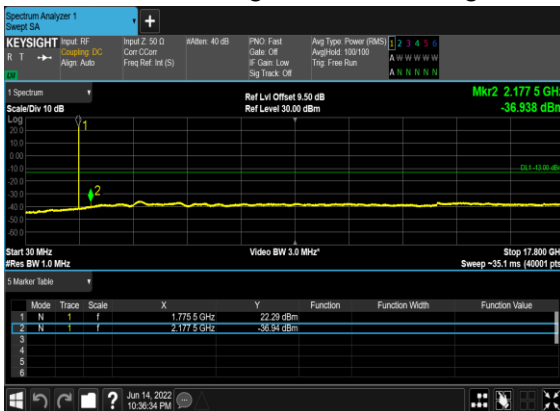 Spectrum Analyzer 1
Swept SA
+
KEYSIGHT Input: RF Input Z: 50 Ω #Atten: 40 dB PNO: Fast Avg Type: Power (RMS) 1 2 3 4 5 6
R T Coupling: DC Corr CCorr Gate: Off Avg|Hold: 100/100 A W W W W W
Align: Auto Freq Ref: Int (S) IF Gain: Low Trig: Free Run
LV Sig Track: Off A N N N N N
1 Spectrum Ref Lvl Offset 9.50 dB Mkr2 2.177 5 GHz
Scale/Div 10 dB Ref Level 30.00 dBm -36.938 dBm
Log
20.0
10.0
0.00
-10.0
-20.0
-30.0
-40.0
-50.0
-60.0
1
2
DL1 -13.00 dBm
Start 30 MHz Video BW 3.0 MHz* Stop 17.800 GH
#Res BW 1.0 MHz Sweep ~35.1 ms (40001 pts
5 Marker Table
Mode Trace Scale X Y Function Function Width Function Value
1 N 1 f 1.775 5 GHz 22.29 dBm
2 N 1 f 2.177 5 GHz -36.94 dBm
3
4
5
6
? Jun 14, 2022
10:36:34 PM